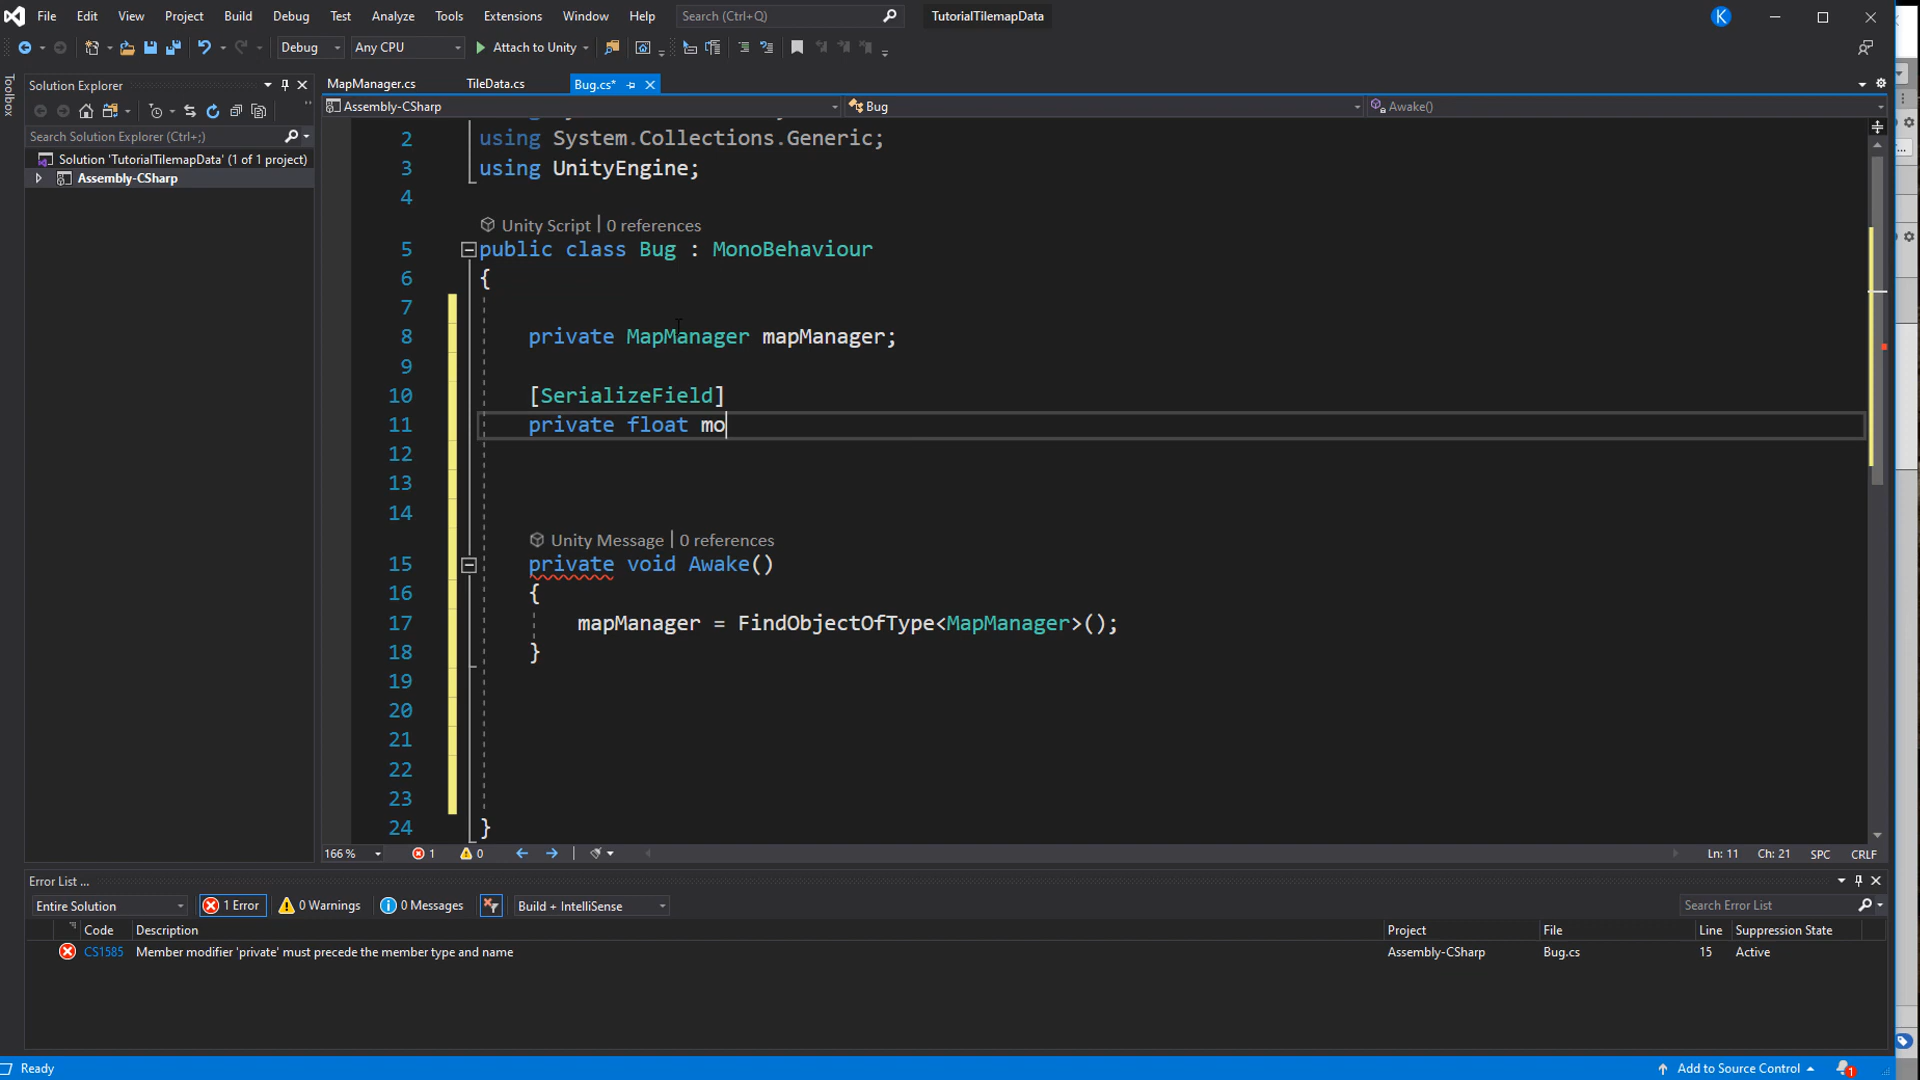 File Edit View Project Build Debug Test Analyze Tools Extensions Window Help Search (Ctrl+Q) TutorialTilemapData K
Debug Any CPU Attach to Unity
Toolbox
Solution Explorer
Search Solution Explorer (Ctrl+;)
Solution 'TutorialTilemapData' (1 of 1 project)
Assembly-CSharp
MapManager.cs TileData.cs Bug.cs*
Assembly-CSharp Bug Awake()
2 using System.Collections.Generic;
3 using UnityEngine;
4
Unity Script | 0 references
5 public class Bug : MonoBehaviour
6 {
7
8 private MapManager mapManager;
9
10 [SerializeField]
11 private float mo
12
13
14
Unity Message | 0 references
15 private void Awake()
16 {
17 mapManager = FindObjectOfType<MapManager>();
18 }
19
20
21
22
23
24 }
166 % 1 0 Ln: 11 Ch: 21 SPC CRLF
Error List ...
Entire Solution 1 Error 0 Warnings 0 Messages Build + IntelliSense Search Error List
Code Description Project File Line Suppression State
CS1585 Member modifier 'private' must precede the member type and name Assembly-CSharp Bug.cs 15 Active
Ready Add to Source Control 1